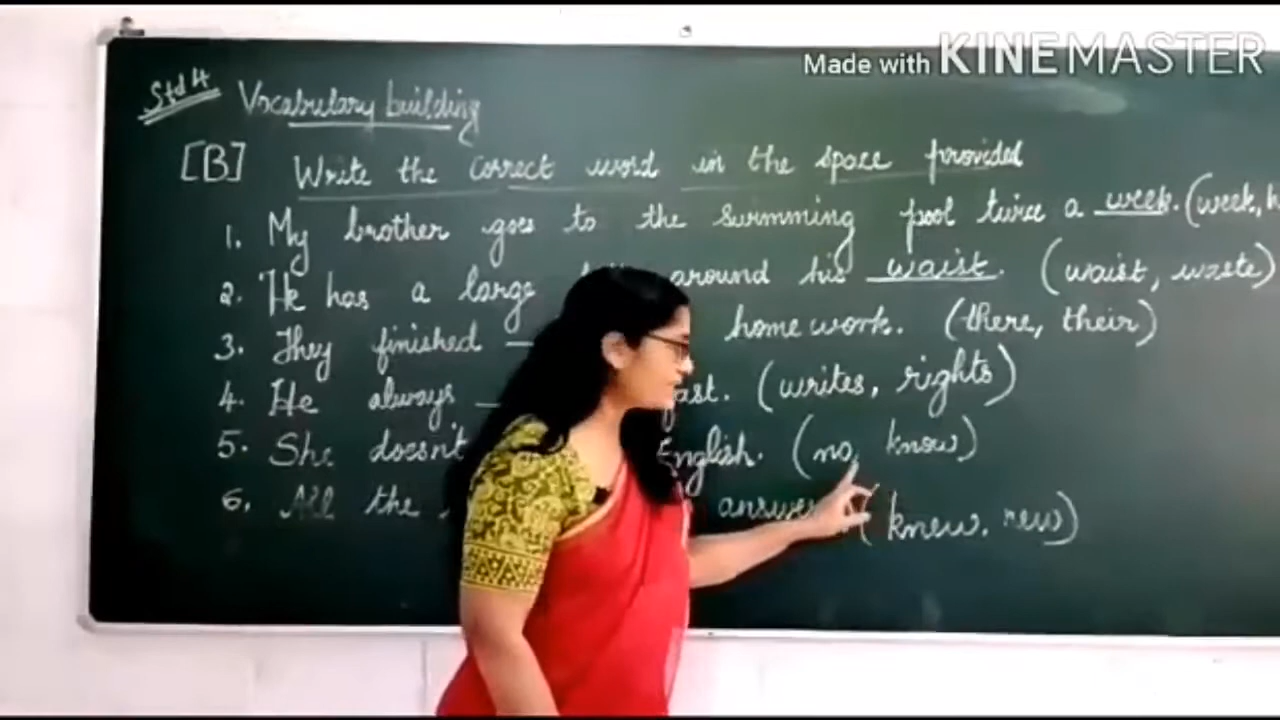 Made with KINEMASTER
Std 4 Vocabulary building
[B] Write the correct word in the space provided
1. My brother goes to the swimming pool twice a week. (week,
2. He has a large around his waist. (waist, waste)
3. They finished home work. (there, their)
4. He always fast. (writes, rights)
5. She doesn't English. (no, know)
6. All the (knew, new)